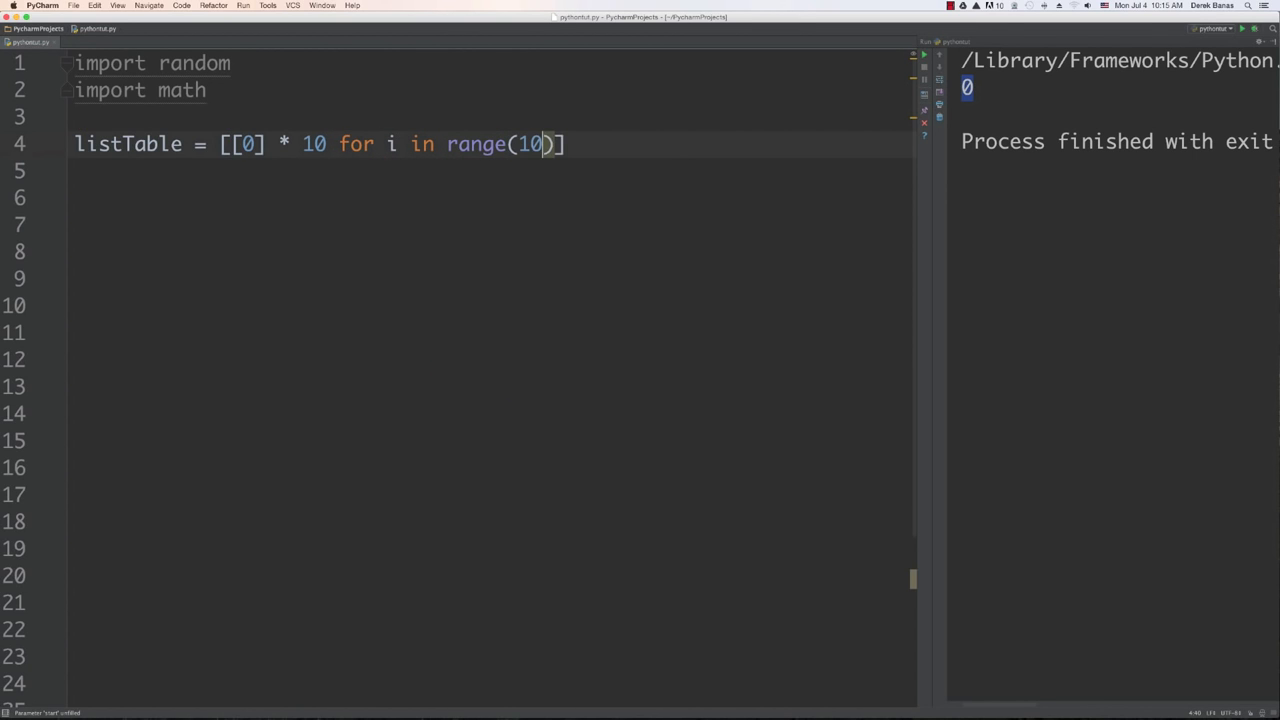 PyCharm File Edit View Navigate Code Refactor Run Tools VCS Window Help
10 Mon Jul 4 10:15 AM Derek Banas
pythontut.py - PycharmProjects - [~/PycharmProjects]
PycharmProjects pythontut.py
pythontut
pythontut.py
Run pythontut
1 import random
2 import math
3
4 listTable = [[0] * 10 for i in range(10)]
5
6
7
8
9
10
11
12
13
14
15
16
17
18
19
20
21
22
23
24
/Library/Frameworks/Python.
0
Process finished with exit
Parameter "start" unfilled
4:40 LF‡ UTF-8‡